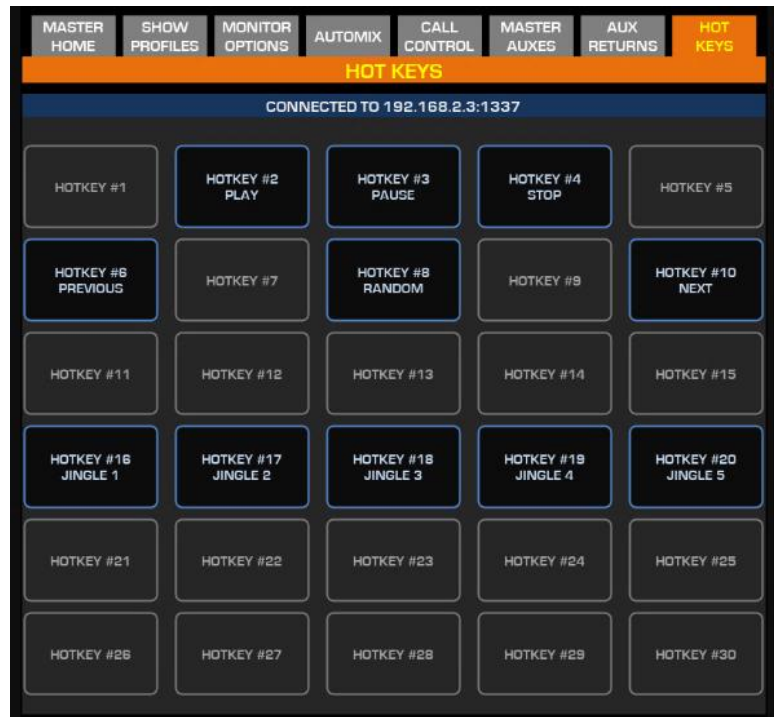 MASTER HOME
SHOW PROFILES
MONITOR OPTIONS
AUTOMIX
CALL CONTROL
MASTER AUXES
AUX RETURNS
HOT KEYS
HOT KEYS
CONNECTED TO 192.168.2.3:1337
HOTKEY #1
HOTKEY #2
PLAY
HOTKEY #3
PAUSE
HOTKEY #4
STOP
HOTKEY #5
HOTKEY #6
PREVIOUS
HOTKEY #7
HOTKEY #8
RANDOM
HOTKEY #9
HOTKEY #10
NEXT
HOTKEY #11
HOTKEY #12
HOTKEY #13
HOTKEY #14
HOTKEY #15
HOTKEY #16
JINGLE 1
HOTKEY #17
JINGLE 2
HOTKEY #18
JINGLE 3
HOTKEY #19
JINGLE 4
HOTKEY #20
JINGLE 5
HOTKEY #21
HOTKEY #22
HOTKEY #23
HOTKEY #24
HOTKEY #25
HOTKEY #26
HOTKEY #27
HOTKEY #28
HOTKEY #29
HOTKEY #30